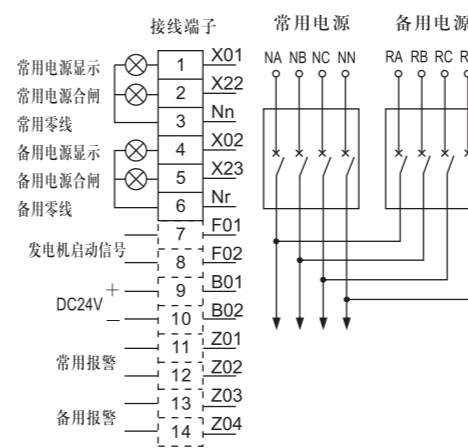 接线端子 常用电源 备用电源
NA NB NC NN RA RB RC
常用电源显示 1 X01
常用电源合闸 2 X22
常用零线 3 Nn
备用电源显示 4 X02
备用电源合闸 5 X23
备用零线 6 Nr
发电机启动信号
7 F01
8 F02
DC24V
+ 9 B01
− 10 B02
常用报警
11 Z01
12 Z02
备用报警
13 Z03
14 Z04